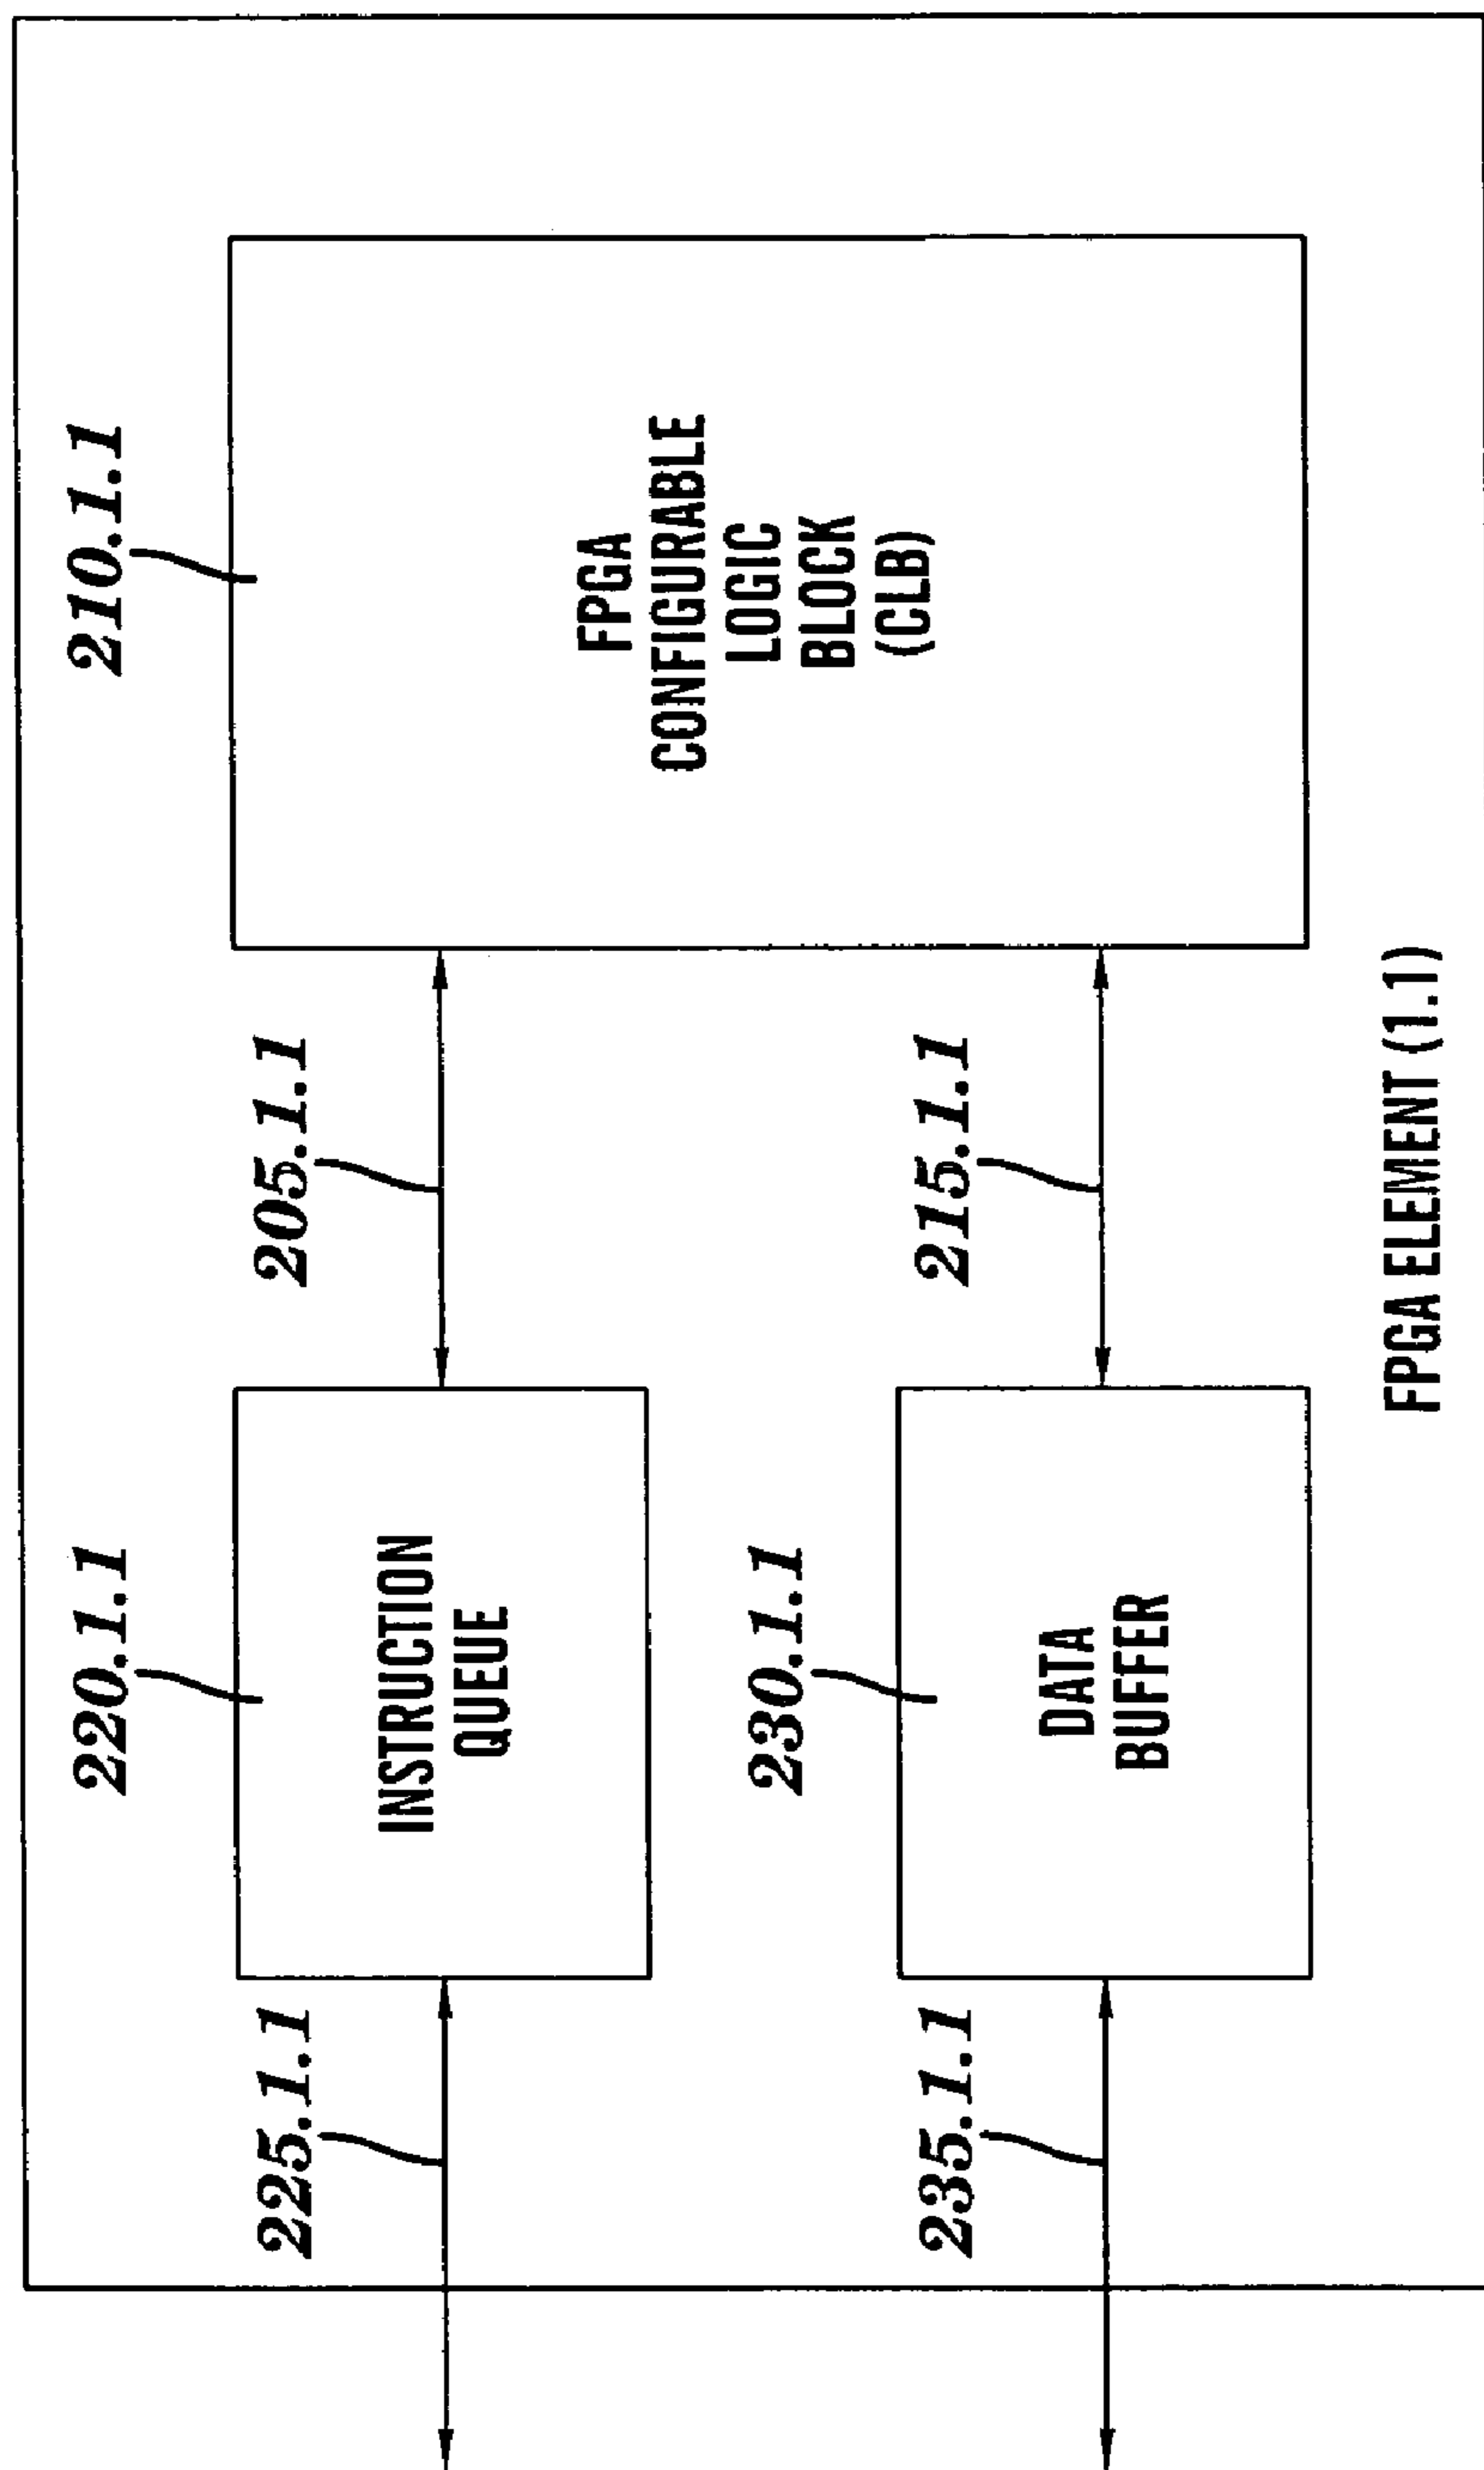 220.1.1
210.1.1
225.1.1
205.1.1
INSTRUCTION
QUEUE
FPGA
CONFIGURABLE
LOGIC
BLOCK
(CLB)
230.1.1
235.1.1
215.1.1
DATA
BUFFER
FPGA ELEMENT (1.1)